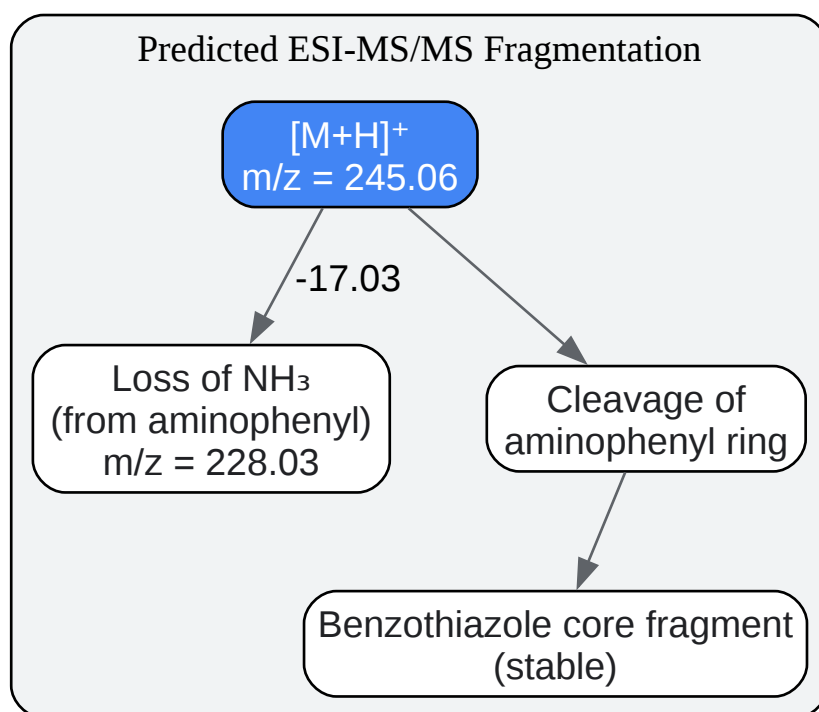 Predicted ESI-MS/MS Fragmentation
[M+H]⁺
m/z = 245.06
-17.03
Loss of NH₃
(from aminophenyl)
m/z = 228.03
Cleavage of
aminophenyl ring
Benzothiazole core fragment
(stable)